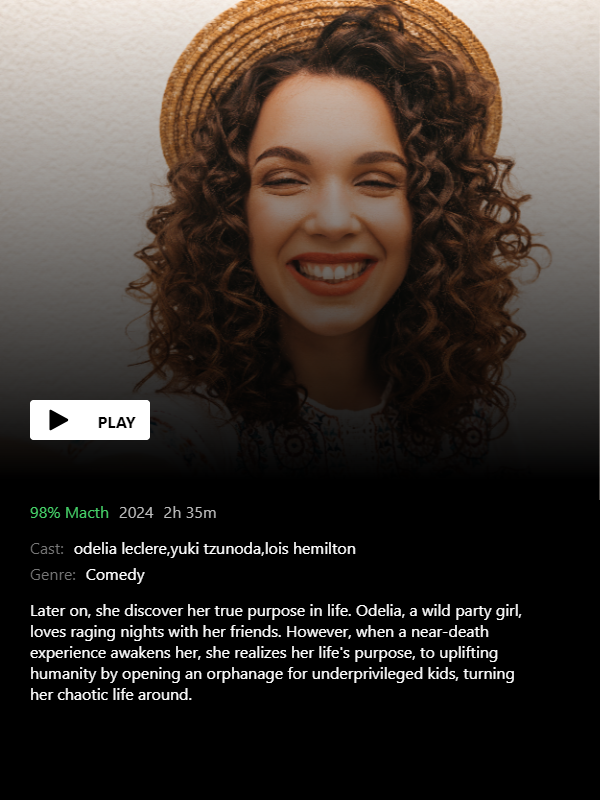 PLAY
98% Macth 2024 2h 35m
Cast: odelia leclere,yuki tzunoda,lois hemilton
Genre: Comedy
Later on, she discover her true purpose in life. Odelia, a wild party girl,
loves raging nights with her friends. However, when a near-death
experience awakens her, she realizes her life's purpose, to uplifting
humanity by opening an orphanage for underprivileged kids, turning
her chaotic life around.